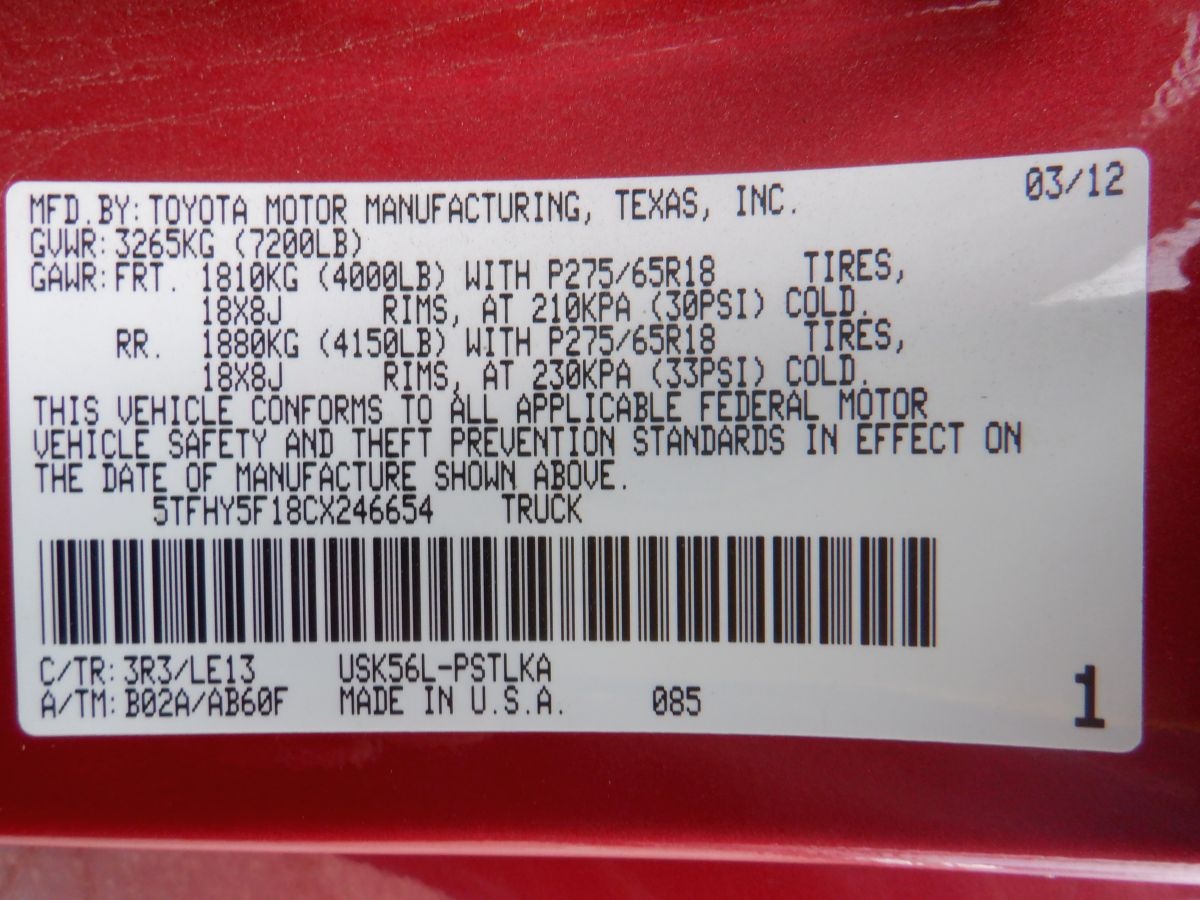 03/12
MFD.BY: TOYOTA MOTOR MANUFACTURING, TEXAS, INC.
GVWR: 3265KG (7200LB)
GAWR: FRT. 1810KG (4000LB) WITH P275/65R18 TIRES,
18X8J RIMS, AT 210KPA (30PSI) COLD.
RR. 1880KG (4150LB) WITH P275/65R18 TIRES,
18X8J RIMS, AT 230KPA (33PSI) COLD.
THIS VEHICLE CONFORMS TO ALL APPLICABLE FEDERAL MOTOR
VEHICLE SAFETY AND THEFT PREVENTION STANDARDS IN EFFECT ON
THE DATE OF MANUFACTURE SHOWN ABOVE.
5TFHY5F18CX246654 TRUCK
C/TR: 3R3/LE13 USK56L-PSTLKA
A/TM: B02A/AB60F MADE IN U.S.A. 085
1